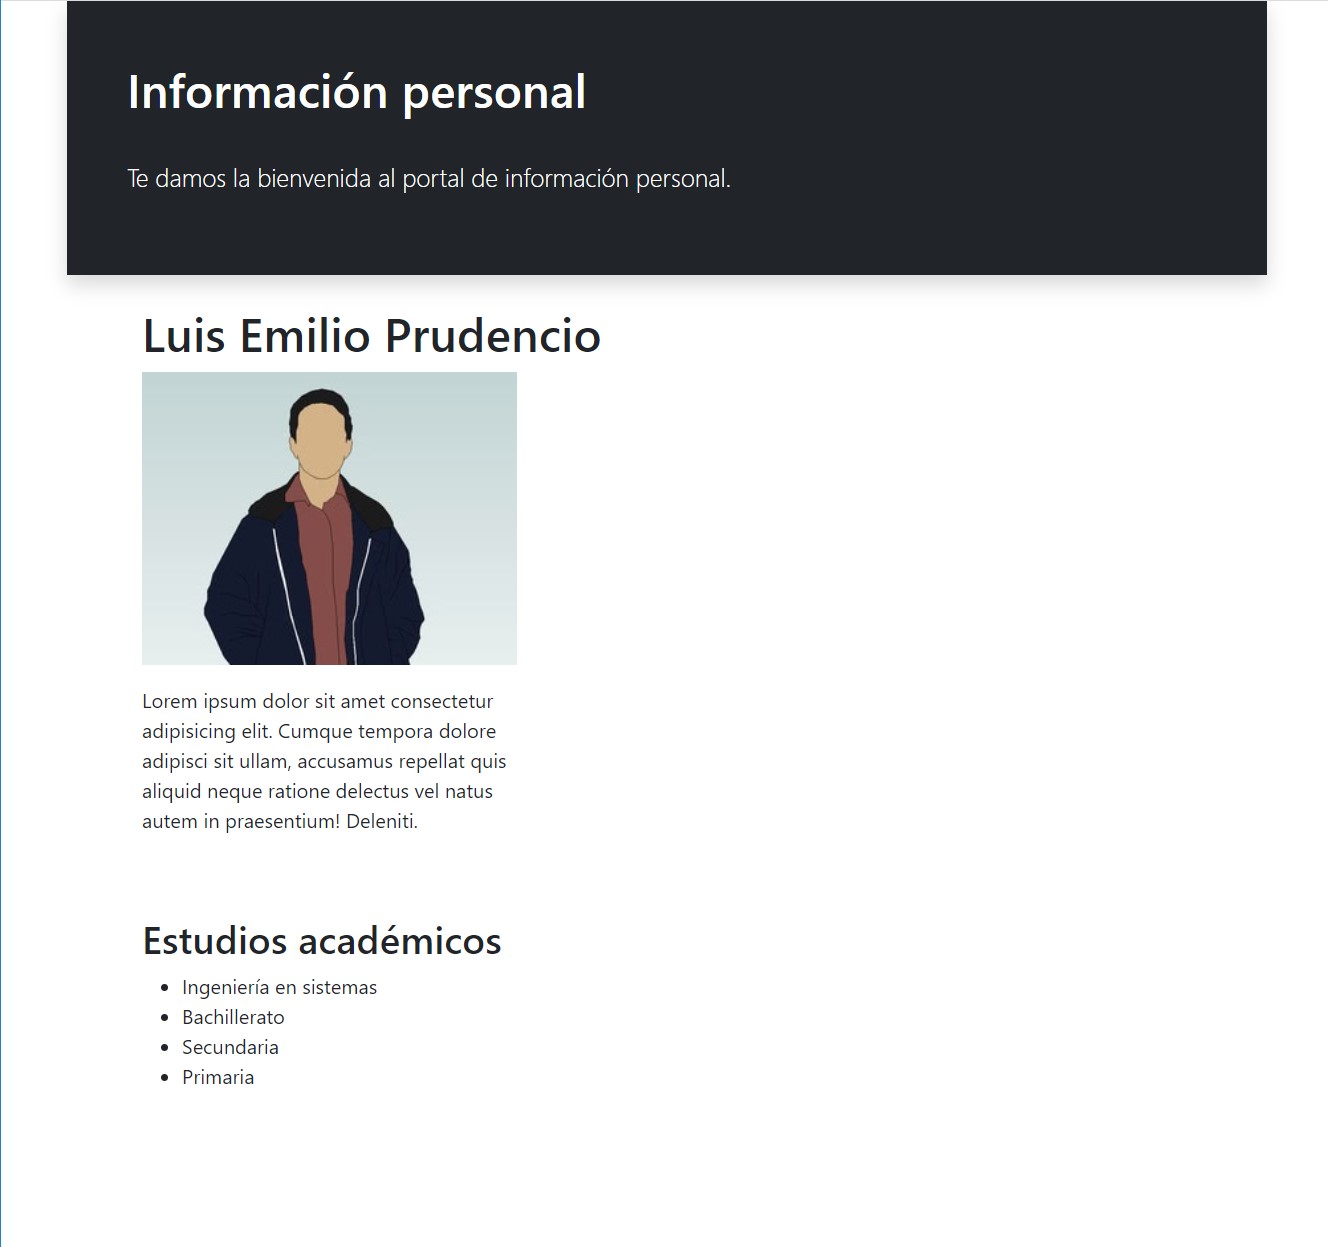 Información personal
Te damos la bienvenida al portal de información personal.
Luis Emilio Prudencio
Lorem ipsum dolor sit amet consectetur
adipisicing elit. Cumque tempora dolore
adipisci sit ullam, accusamus repellat quis
aliquid neque ratione delectus vel natus
autem in praesentium! Deleniti.
Estudios académicos
• Ingeniería en sistemas
• Bachillerato
• Secundaria
• Primaria